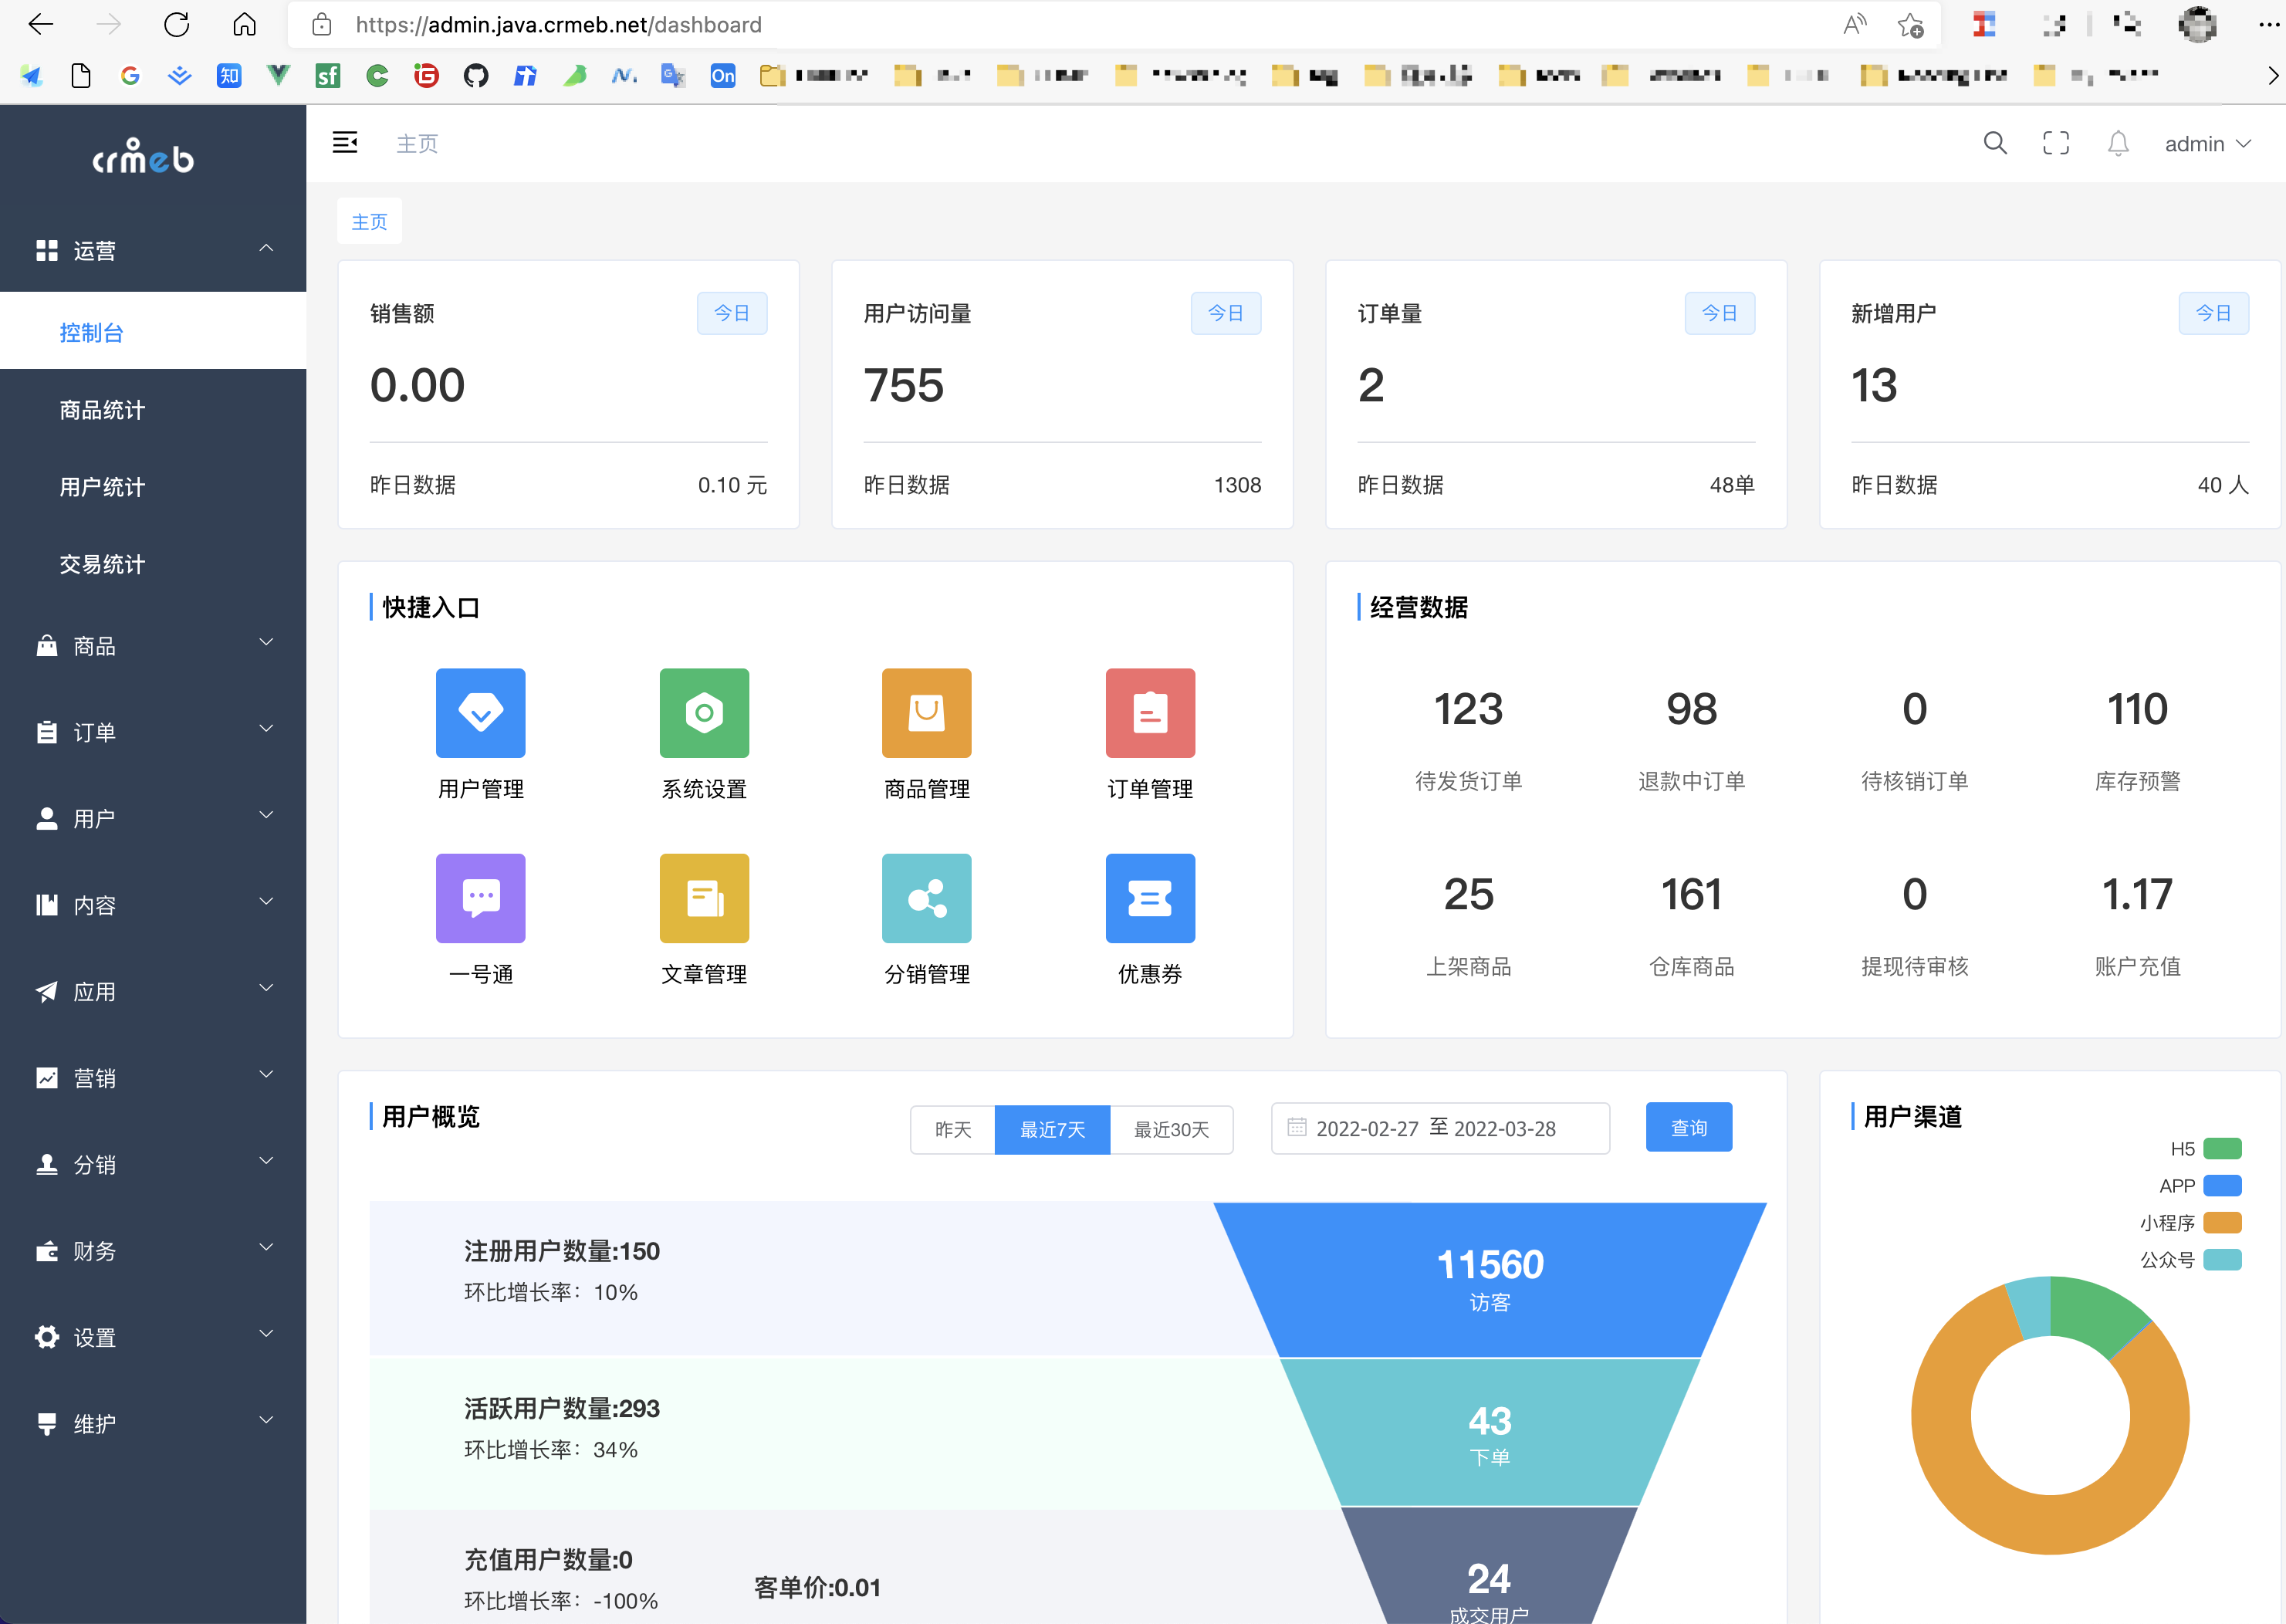 https://admin.java.crmeb.net/dashboard
知 sf On
crmeb
主页
admin
运营
控制台
商品统计
用户统计
交易统计
商品
订单
用户
内容
应用
营销
分销
财务
设置
维护
主页
销售额 今日
0.00
昨日数据 0.10 元
用户访问量 今日
755
昨日数据 1308
订单量 今日
2
昨日数据 48单
新增用户 今日
13
昨日数据 40 人
快捷入口
用户管理 系统设置 商品管理 订单管理
一号通 文章管理 分销管理 优惠券
经营数据
123 98 0 110
待发货订单 退款中订单 待核销订单 库存预警
25 161 0 1.17
上架商品 仓库商品 提现待审核 账户充值
用户概览
昨天 最近7天 最近30天 2022-02-27 至 2022-03-28 查询
注册用户数量:150
环比增长率：10%
11560
访客
活跃用户数量:293
环比增长率：34%
43
下单
充值用户数量:0
环比增长率：-100%
客单价:0.01
24
成交用户
用户渠道
H5
APP
小程序
公众号